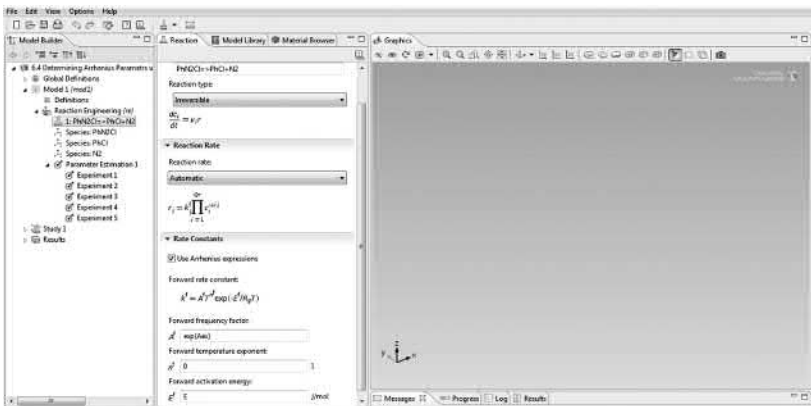 File Edit View Options Help
Model Builder
6.4 Determining Arrhenius Parametrs u
Global Definitions
Model 1 (mod1)
Definitions
Reaction Engineering (re)
1: PhN2Cl=>PhCl+N2
Species: PhN2Cl
Species: PhCl
Species: N2
Parameter Estimation 1
Experiment 1
Experiment 2
Experiment 3
Experiment 4
Experiment 5
Study 1
Results
Reaction Model Library Material Browser
PhN2Cl=>PhCl+N2
Reaction type:
Irreversible
Reaction Rate
Reaction rate:
Automatic
Rate Constants
Use Arrhenius expressions
Forward rate constant:
Forward frequency factor:
A^f exp(Aex)
Forward temperature exponent:
n^f 0 1
Forward activation energy:
E^f E J/mol
Graphics
z
y x
Messages Progress Log Results